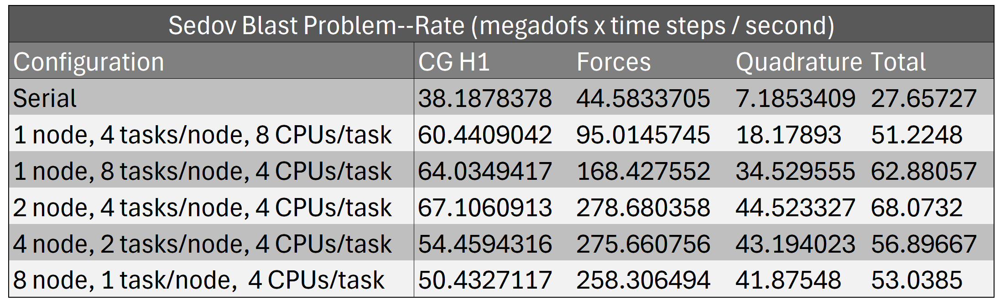 Sedov Blast Problem--Rate (megadofs x time steps / second)
Configuration CG H1 Forces Quadrature Total
Serial 38.1878378 44.5833705 7.1853409 27.65727
1 node, 4 tasks/node, 8 CPUs/task 60.4409042 95.0145745 18.17893 51.2248
1 node, 8 tasks/node, 4 CPUs/task 64.0349417 168.427552 34.529555 62.88057
2 node, 4 tasks/node, 4 CPUs/task 67.1060913 278.680358 44.523327 68.0732
4 node, 2 tasks/node, 4 CPUs/task 54.4594316 275.660756 43.194023 56.89667
8 node, 1 task/node,  4 CPUs/task 50.4327117 258.306494 41.87548 53.0385